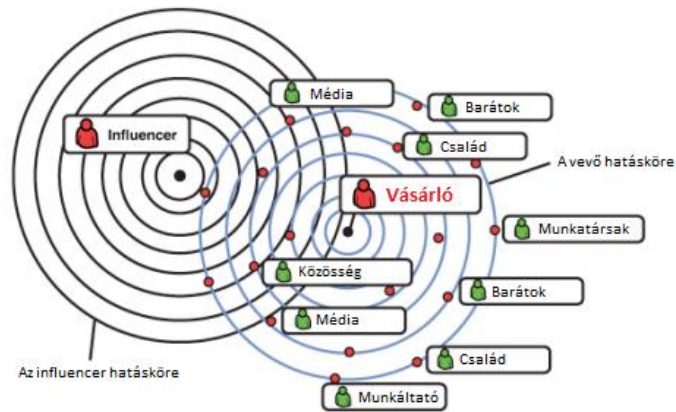 Média
Barátok
Influencer
Család
A vevő hatásköre
Vásárló
Munkatársak
Közösség
Barátok
Média
Család
Az influencer hatásköre
Munkáltató